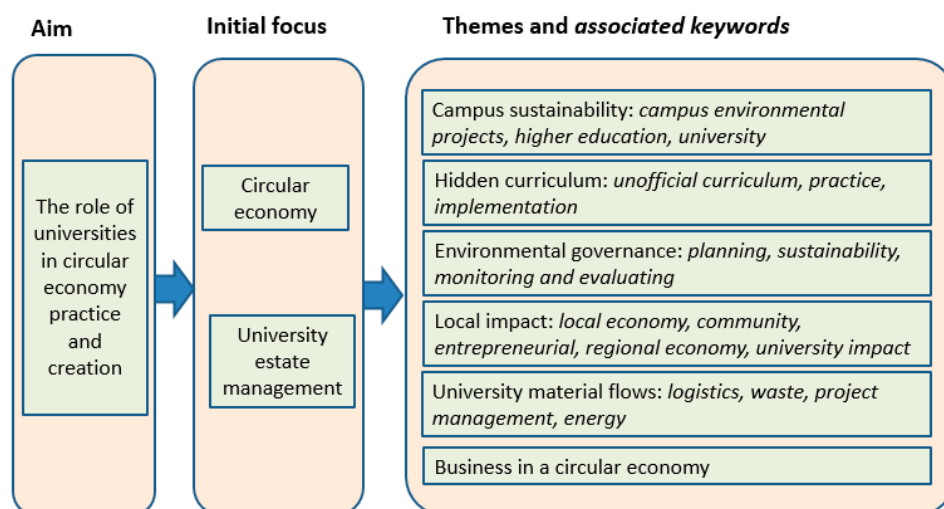 Aim
Initial focus
Themes and associated keywords
The role of
universities
in circular
economy
practice
and
creation
Circular
economy
University
estate
management
Campus sustainability: campus environmental
projects, higher education, university
Hidden curriculum: unofficial curriculum, practice,
implementation
Environmental governance: planning, sustainability,
monitoring and evaluating
Local impact: local economy, community,
entrepreneurial, regional economy, university impact
University material flows: logistics, waste, project
management, energy
Business in a circular economy